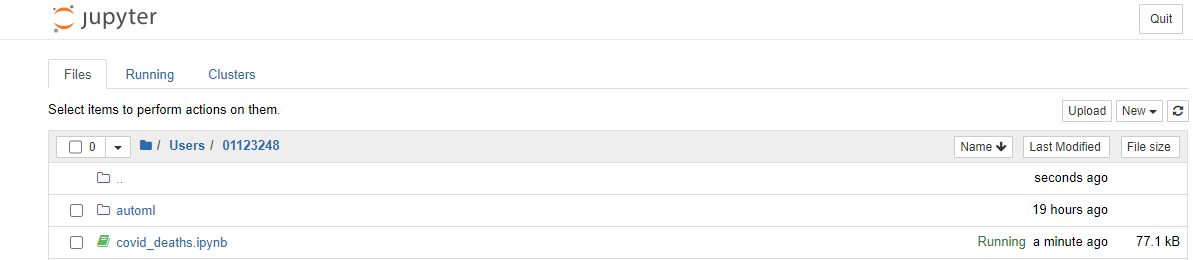 jupyter
Quit
Files Running Clusters
Select items to perform actions on them.
Upload New
0 / Users / 01123248 Name Last Modified File size
.. seconds ago
automl 19 hours ago
covid_deaths.ipynb Running a minute ago 77.1 kB